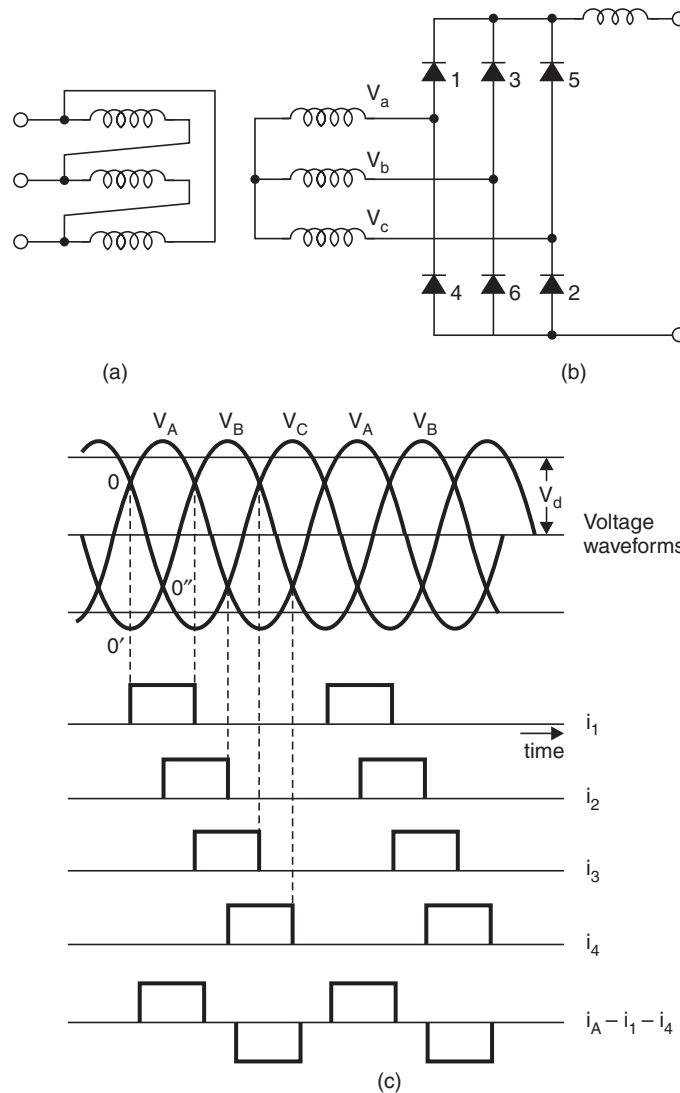 1 3 5
V_a
V_b
V_c
4 6 2
(a) (b)
V_A V_B V_C V_A V_B
0
V_d
Voltage
waveforms
0″
0′
i_1
time
i_2
i_3
i_4
i_A – i_1 – i_4
(c)